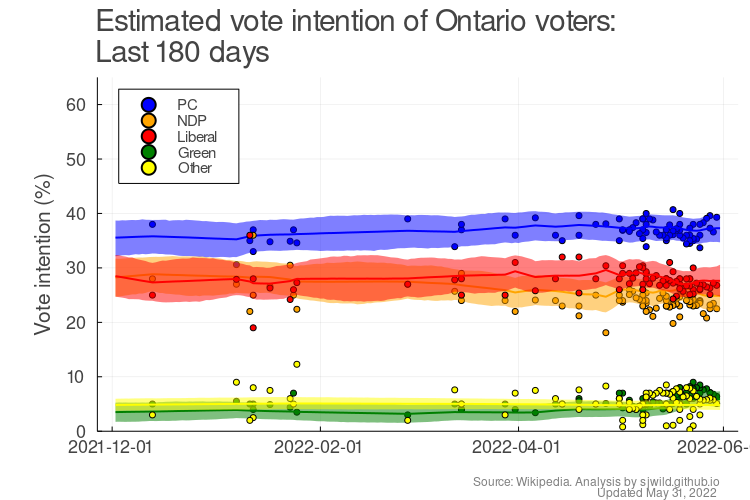 Estimated vote intention of Ontario voters:
Last 180 days
Vote intention (%)
60
50
40
30
20
10
0
PC
NDP
Liberal
Green
Other
2021-12-01
2022-02-01
2022-04-01
2022-06-
Source: Wikipedia. Analysis by sjwild.github.io
Updated May 31, 2022